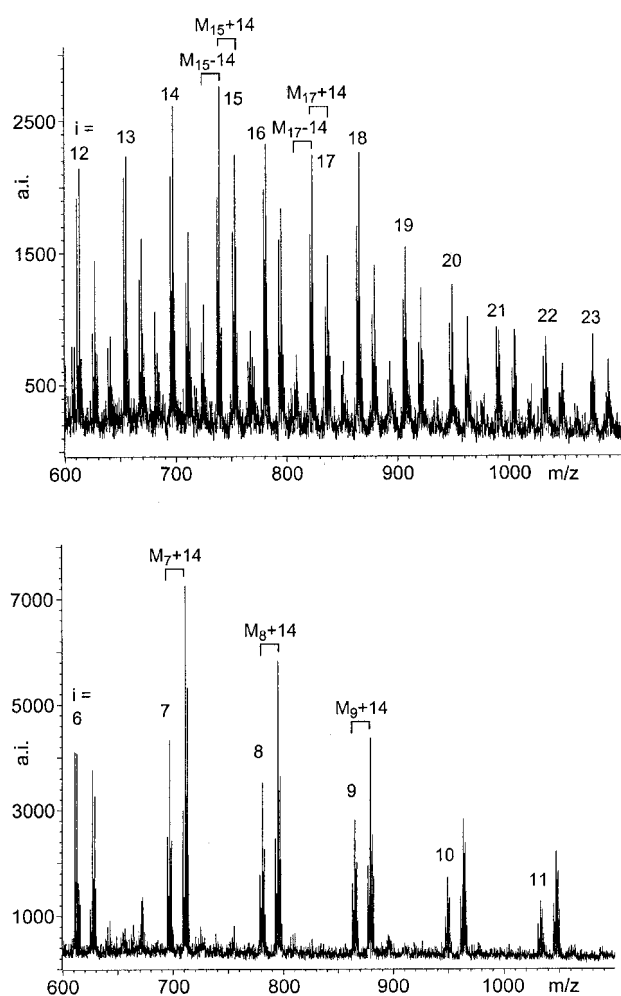 M15+14
M15-14
14
15
M17+14
i =
12
13
16
M17-14
17
18
19
20
21
22
23
2500
1500
500
a.i.
600
700
800
900
1000
m/z
M7+14
M8+14
M9+14
i =
6
7
8
9
10
11
7000
5000
3000
1000
a.i.
600
700
800
900
1000
m/z